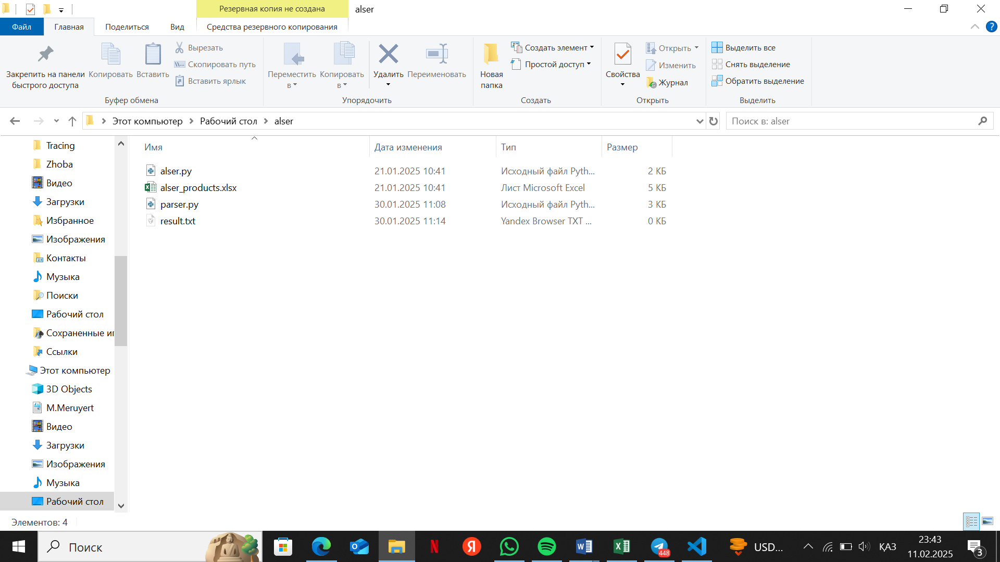 Резервная копия не создана
alser
Файл
Главная
Поделиться
Вид
Средства резервного копирования
Закрепить на панели
быстрого доступа
Копировать
Вставить
Вырезать
Скопировать путь
Вставить ярлык
Буфер обмена
Переместить
в
Копировать
в
Удалить
Переименовать
Упорядочить
Новая
папка
Создать элемент
Простой доступ
Создать
Свойства
Открыть
Изменить
Журнал
Открыть
Выделить все
Снять выделение
Обратить выделение
Выделить
Этот компьютер
Рабочий стол
alser
Поиск в: alser
Tracing
Zhoba
Видео
Загрузки
Избранное
Изображения
Контакты
Музыка
Поиски
Рабочий стол
Сохраненные иг
Ссылки
Этот компьютер
3D Objects
M.Meruyert
Видео
Загрузки
Изображения
Музыка
Рабочий стол
Имя Дата изменения Тип Размер
alser.py 21.01.2025 10:41 Исходный файл Pyth... 2 КБ
alser_products.xlsx 21.01.2025 10:41 Лист Microsoft Excel 5 КБ
parser.py 30.01.2025 11:08 Исходный файл Pyth... 3 КБ
result.txt 30.01.2025 11:14 Yandex Browser TXT ... 0 КБ
Элементов: 4
Поиск
448
USD...
ҚАЗ
23:43
11.02.2025
3